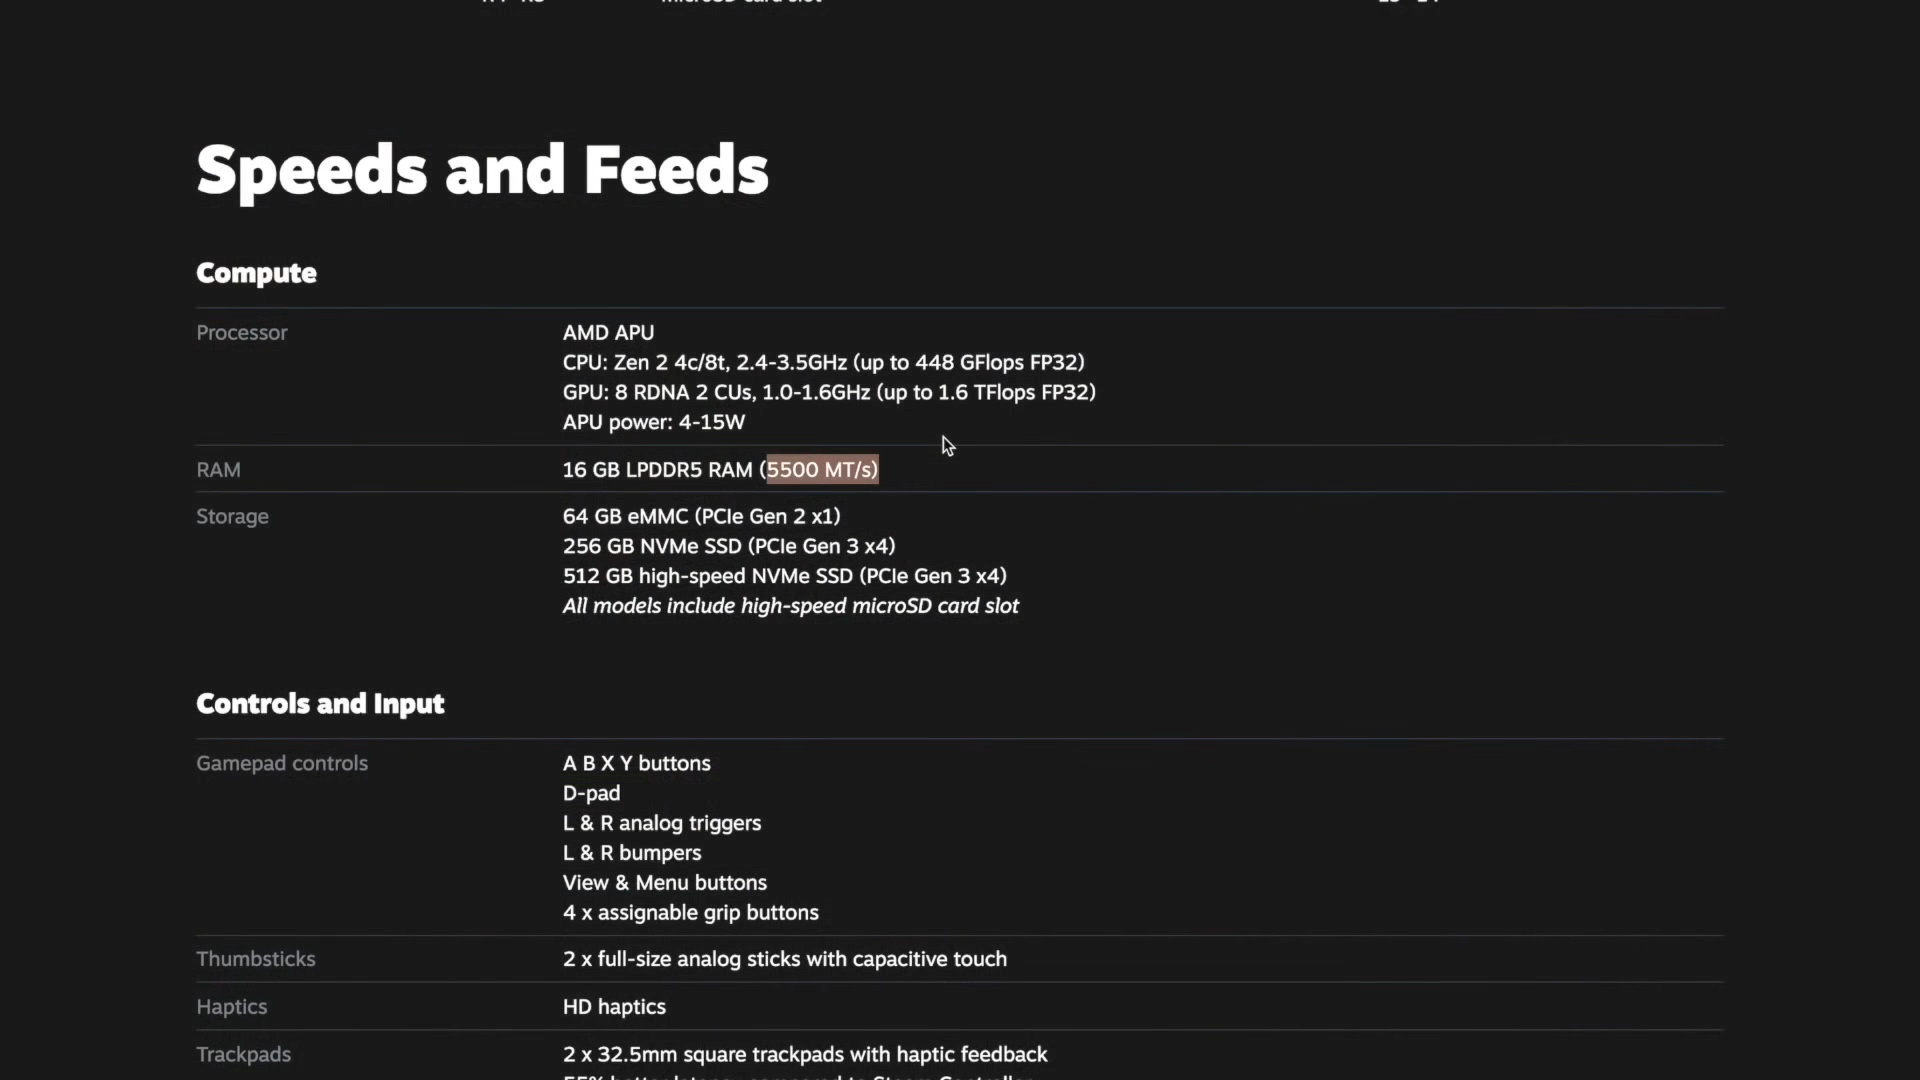 Speeds and Feeds
Compute
Processor
AMD APU
CPU: Zen 2 4c/8t, 2.4-3.5GHz (up to 448 GFlops FP32)
GPU: 8 RDNA 2 CUs, 1.0-1.6GHz (up to 1.6 TFlops FP32)
APU power: 4-15W
RAM
16 GB LPDDR5 RAM (5500 MT/s)
Storage
64 GB eMMC (PCIe Gen 2 x1)
256 GB NVMe SSD (PCIe Gen 3 x4)
512 GB high-speed NVMe SSD (PCIe Gen 3 x4)
All models include high-speed microSD card slot
Controls and Input
Gamepad controls
A B X Y buttons
D-pad
L & R analog triggers
L & R bumpers
View & Menu buttons
4 x assignable grip buttons
Thumbsticks
2 x full-size analog sticks with capacitive touch
Haptics
HD haptics
Trackpads
2 x 32.5mm square trackpads with haptic feedback